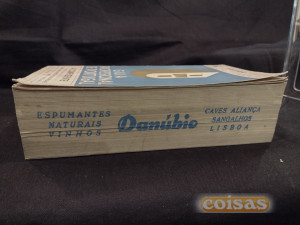 ESPUMANTES
NATURAIS
VINHOS
Danúbio
CAVES ALIANÇA
SANGALHOS
LISBOA
coisas